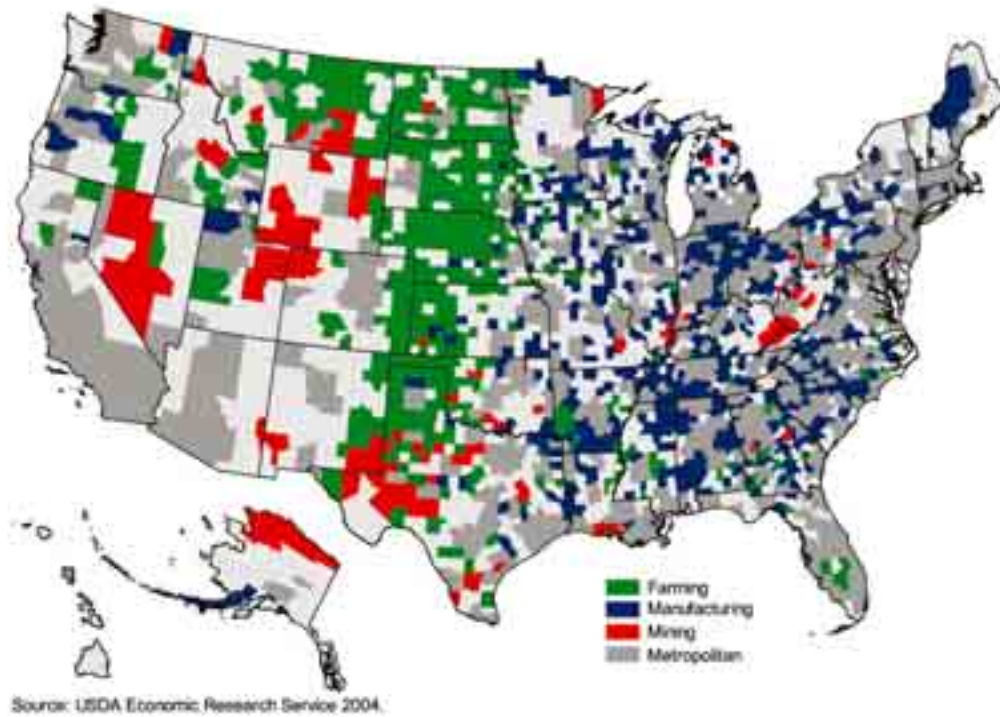 Farming
Manufacturing
Mining
Metropolitan
Source: USDA Economic Research Service 2004.